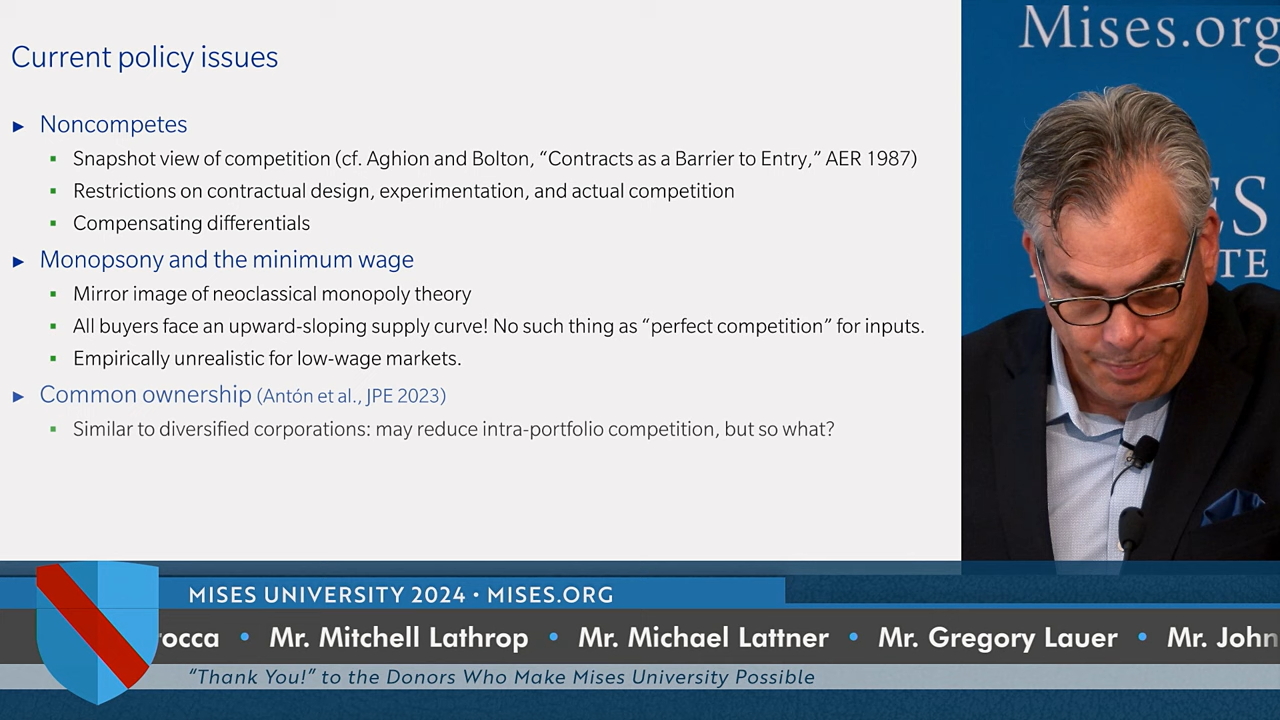 Current policy issues
► Noncompetes
▪ Snapshot view of competition (cf. Aghion and Bolton, “Contracts as a Barrier to Entry,” AER 1987)
▪ Restrictions on contractual design, experimentation, and actual competition
▪ Compensating differentials
► Monopsony and the minimum wage
▪ Mirror image of neoclassical monopoly theory
▪ All buyers face an upward-sloping supply curve! No such thing as “perfect competition” for inputs.
▪ Empirically unrealistic for low-wage markets.
► Common ownership (Antón et al., JPE 2023)
▪ Similar to diversified corporations: may reduce intra-portfolio competition, but so what?
Mises.org
ES
TE
MISES UNIVERSITY 2024 • MISES.ORG
rocca • Mr. Mitchell Lathrop • Mr. Michael Lattner • Mr. Gregory Lauer • Mr. John
“Thank You!” to the Donors Who Make Mises University Possible